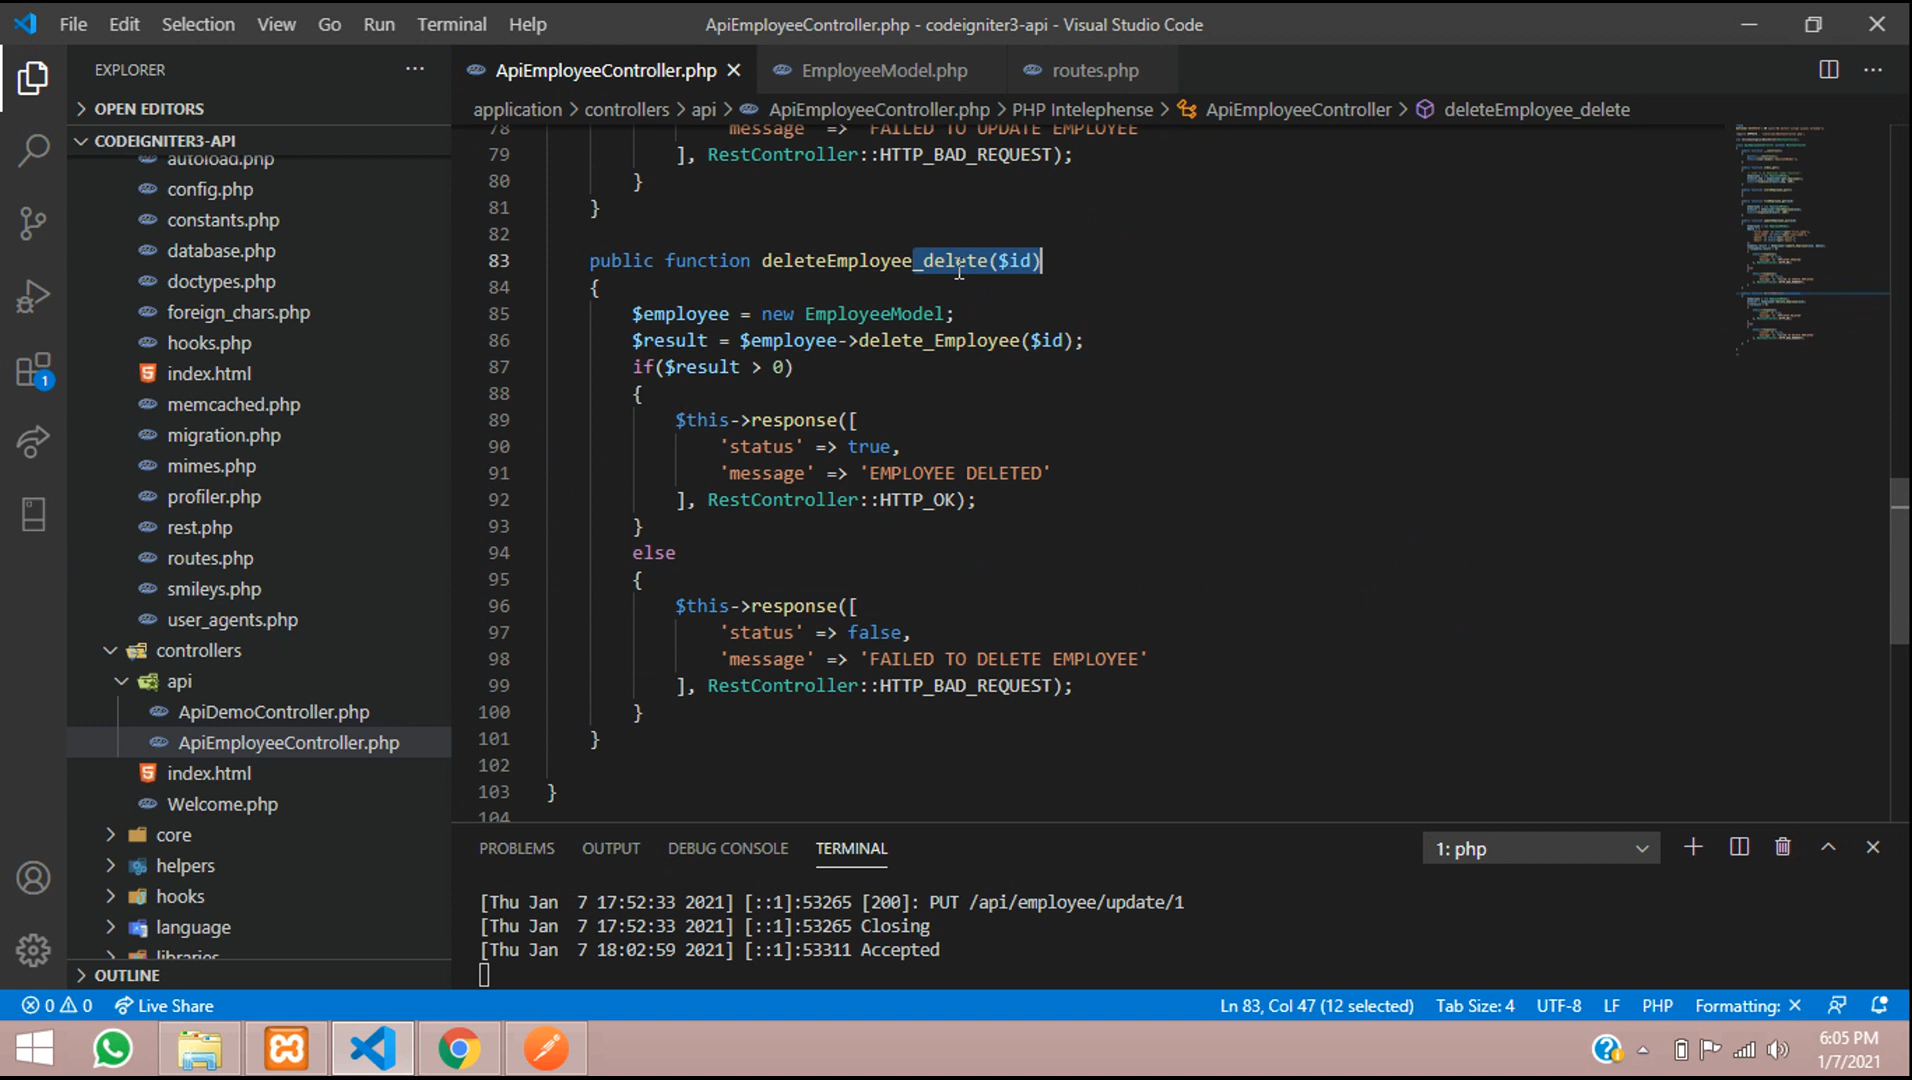 File Edit Selection View Go Run Terminal Help
ApiEmployeeController.php - codeigniter3-api - Visual Studio Code
EXPLORER
OPEN EDITORS
CODEIGNITER3-API
autoload.php
config.php
constants.php
database.php
doctypes.php
foreign_chars.php
hooks.php
index.html
memcached.php
migration.php
mimes.php
profiler.php
rest.php
routes.php
smileys.php
user_agents.php
controllers
api
ApiDemoController.php
ApiEmployeeController.php
index.html
Welcome.php
core
helpers
hooks
language
libraries
OUTLINE
1
ApiEmployeeController.php EmployeeModel.php routes.php
application > controllers > api > ApiEmployeeController.php > PHP Intelephense > ApiEmployeeController > deleteEmployee_delete
78 'message' => 'FAILED TO UPDATE EMPLOYEE'
79 ], RestController::HTTP_BAD_REQUEST);
80 }
81 }
82
83 public function deleteEmployee_delete($id)
84 {
85 $employee = new EmployeeModel;
86 $result = $employee->delete_Employee($id);
87 if($result > 0)
88 {
89 $this->response([
90 'status' => true,
91 'message' => 'EMPLOYEE DELETED'
92 ], RestController::HTTP_OK);
93 }
94 else
95 {
96 $this->response([
97 'status' => false,
98 'message' => 'FAILED TO DELETE EMPLOYEE'
99 ], RestController::HTTP_BAD_REQUEST);
100 }
101 }
102
103 }
104
PROBLEMS OUTPUT DEBUG CONSOLE TERMINAL
1: php
[Thu Jan  7 17:52:33 2021] [::1]:53265 [200]: PUT /api/employee/update/1
[Thu Jan  7 17:52:33 2021] [::1]:53265 Closing
[Thu Jan  7 18:02:59 2021] [::1]:53311 Accepted
0 0 Live Share
Ln 83, Col 47 (12 selected) Tab Size: 4 UTF-8 LF PHP Formatting: ×
6:05 PM
1/7/2021